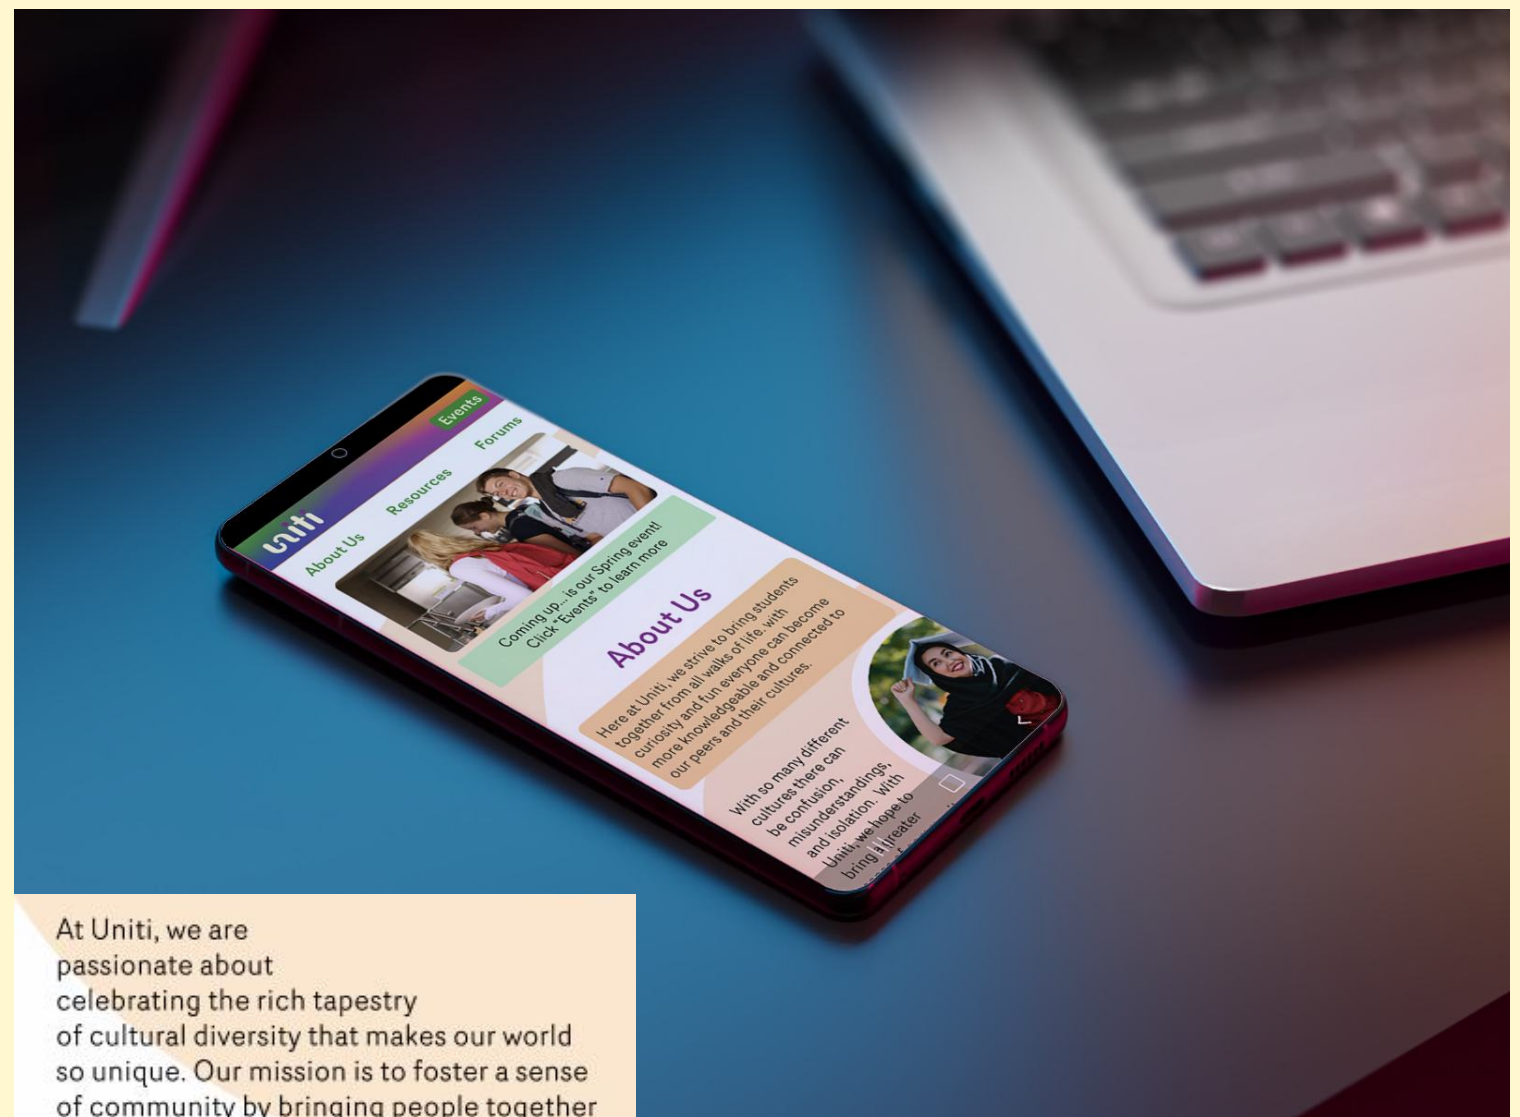 uniti
Events
About Us
Resources
Forums
Coming up... is our Spring event!
Click "Events" to learn more
About Us
Here at Uniti, we strive to bring students
together from all walks of life. with
curiosity and fun everyone can become
more knowledgeable and connected to
our peers and their cultures.
With so many different
cultures there can
be confusion,
misunderstandings,
and isolation. With
Uniti, we hope to
bring a greater
At Uniti, we are
passionate about
celebrating the rich tapestry
of cultural diversity that makes our world
so unique. Our mission is to foster a sense
of community by bringing people together